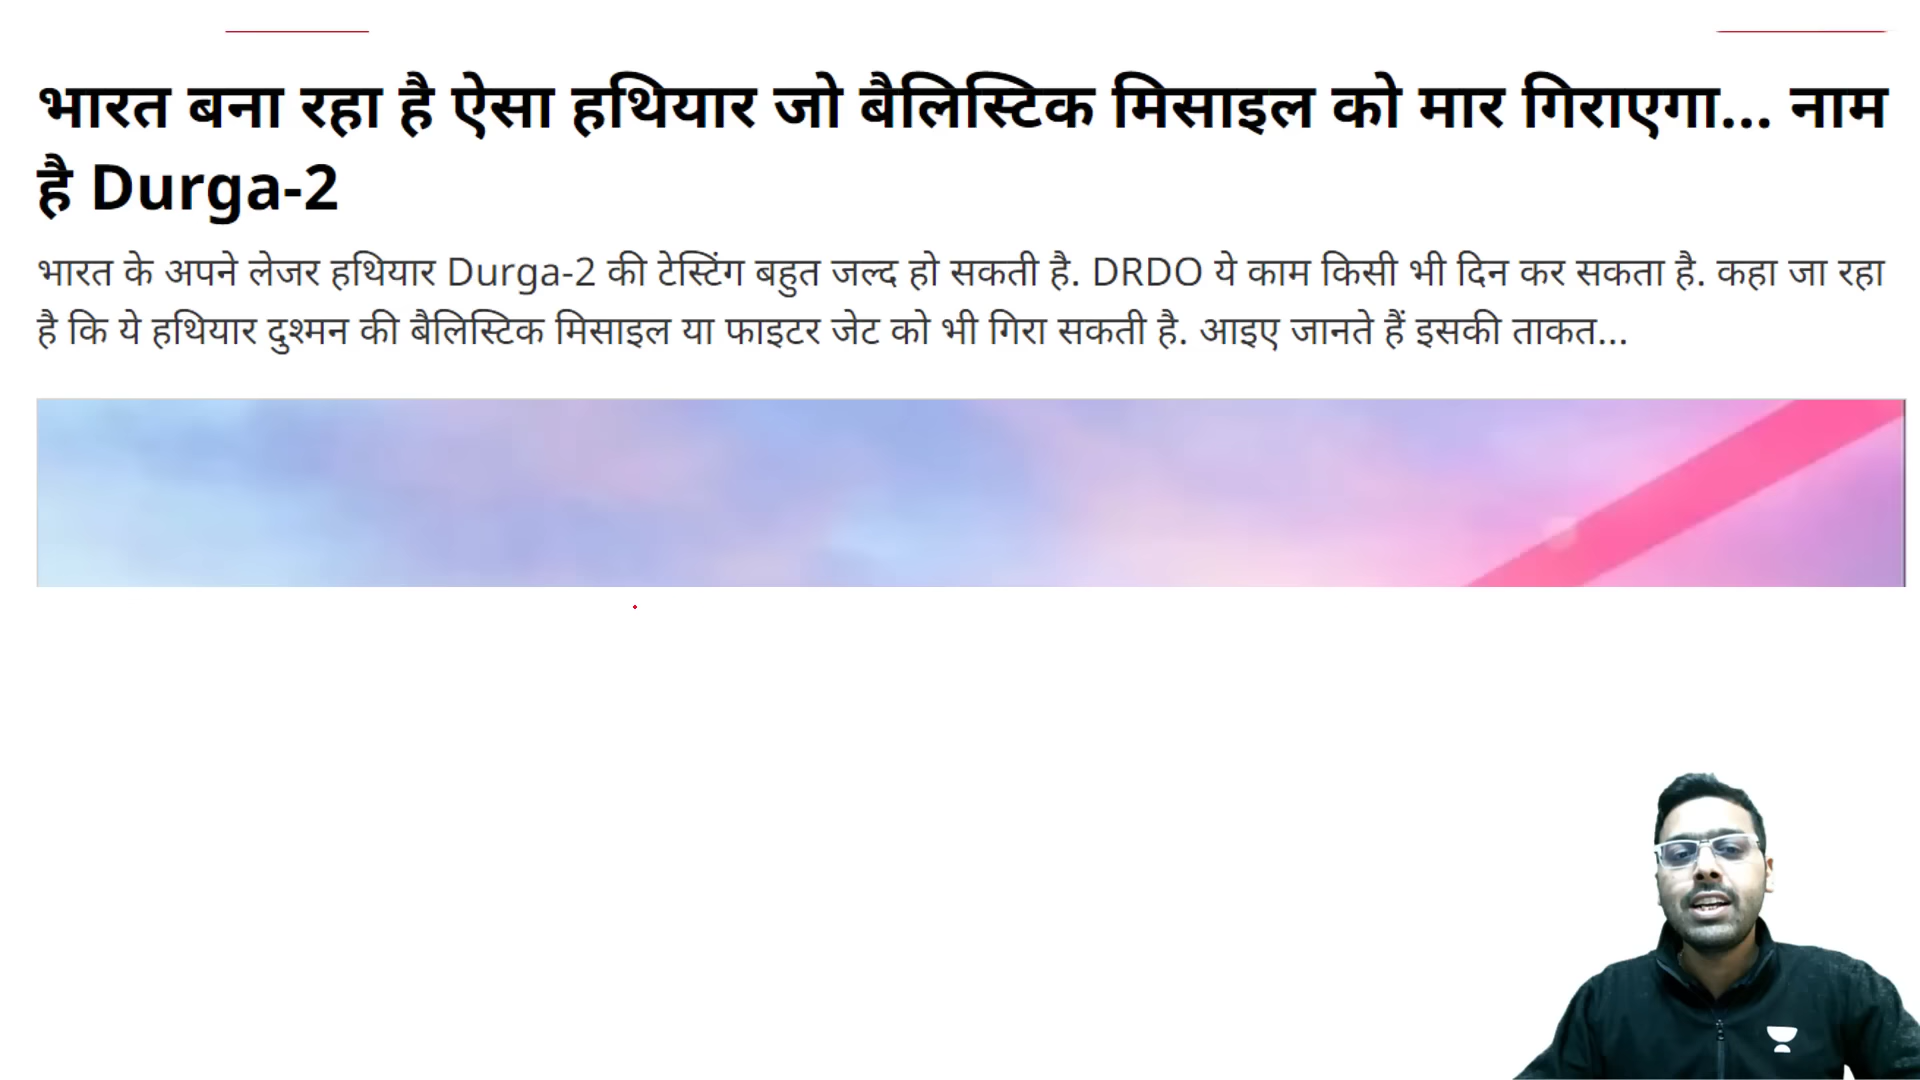 भारत बना रहा है ऐसा हथियार जो बैलिस्टिक मिसाइल को मार गिराएगा... नाम
है Durga-2
भारत के अपने लेजर हथियार Durga-2 की टेस्टिंग बहुत जल्द हो सकती है. DRDO ये काम किसी भी दिन कर सकता है. कहा जा रहा
है कि ये हथियार दुश्मन की बैलिस्टिक मिसाइल या फाइटर जेट को भी गिरा सकती है. आइए जानते हैं इसकी ताकत...